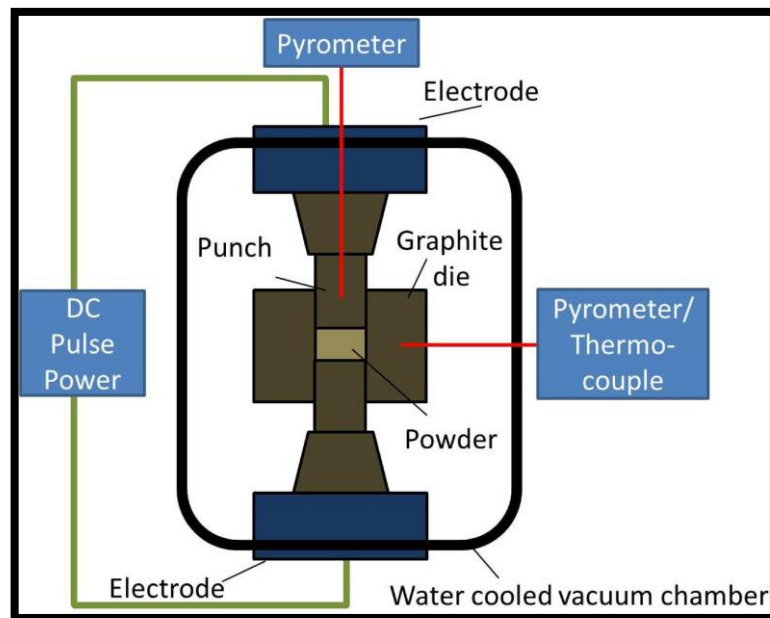 Pyrometer
Electrode
Punch
Graphite
die
DC
Pulse
Power
Pyrometer/
Thermo-
couple
Powder
Electrode
Water cooled vacuum chamber